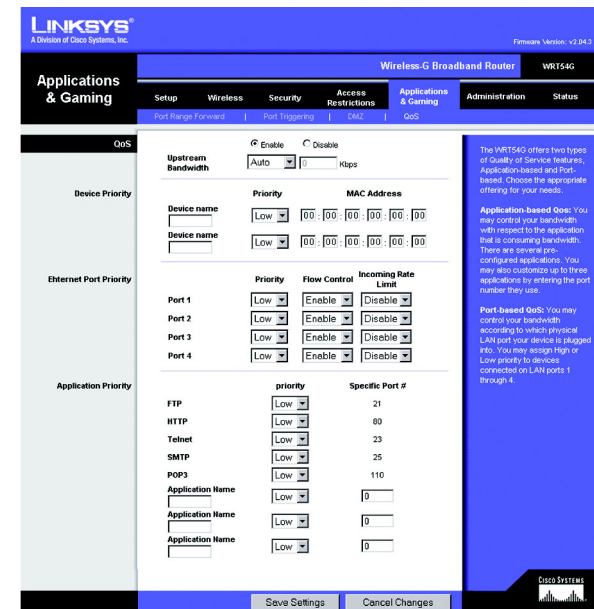 LINKSYS®
A Division of Cisco Systems, Inc.
Firmware Version: v2.04.3
Wireless-G Broadband Router WRT54G
Applications & Gaming
Setup Wireless Security Access Restrictions Applications & Gaming Administration Status
Port Range Forward | Port Triggering | DMZ | QoS
QoS
Enable Disable
Upstream Bandwidth Auto 0 Kbps
Device Priority
Priority MAC Address
Device name
Low 00 : 00 : 00 : 00 : 00 : 00
Device name
Low 00 : 00 : 00 : 00 : 00 : 00
Ehternet Port Priority
Priority Flow Control Incoming Rate Limit
Port 1 Low Enable Disable
Port 2 Low Enable Disable
Port 3 Low Enable Disable
Port 4 Low Enable Disable
Application Priority
priority Specific Port #
FTP Low 21
HTTP Low 80
Telnet Low 23
SMTP Low 25
POP3 Low 110
Application Name
Low 0
Application Name
Low 0
Application Name
Low 0
The WRT54G offers two types
of Quality of Service features,
Application-based and Port-
based. Choose the appropriate
offering for your needs.
Application-based Qos: You
may control your bandwidth
with respect to the application
that is consuming bandwidth.
There are several pre-
configured applications. You
may also customize up to three
applications by entering the port
number they use.
Port-based QoS: You may
control your bandwidth
according to which physical
LAN port your device is plugged
into. You may assign High or
Low priority to devices
connected on LAN ports 1
through 4.
Save Settings Cancel Changes
CISCO SYSTEMS